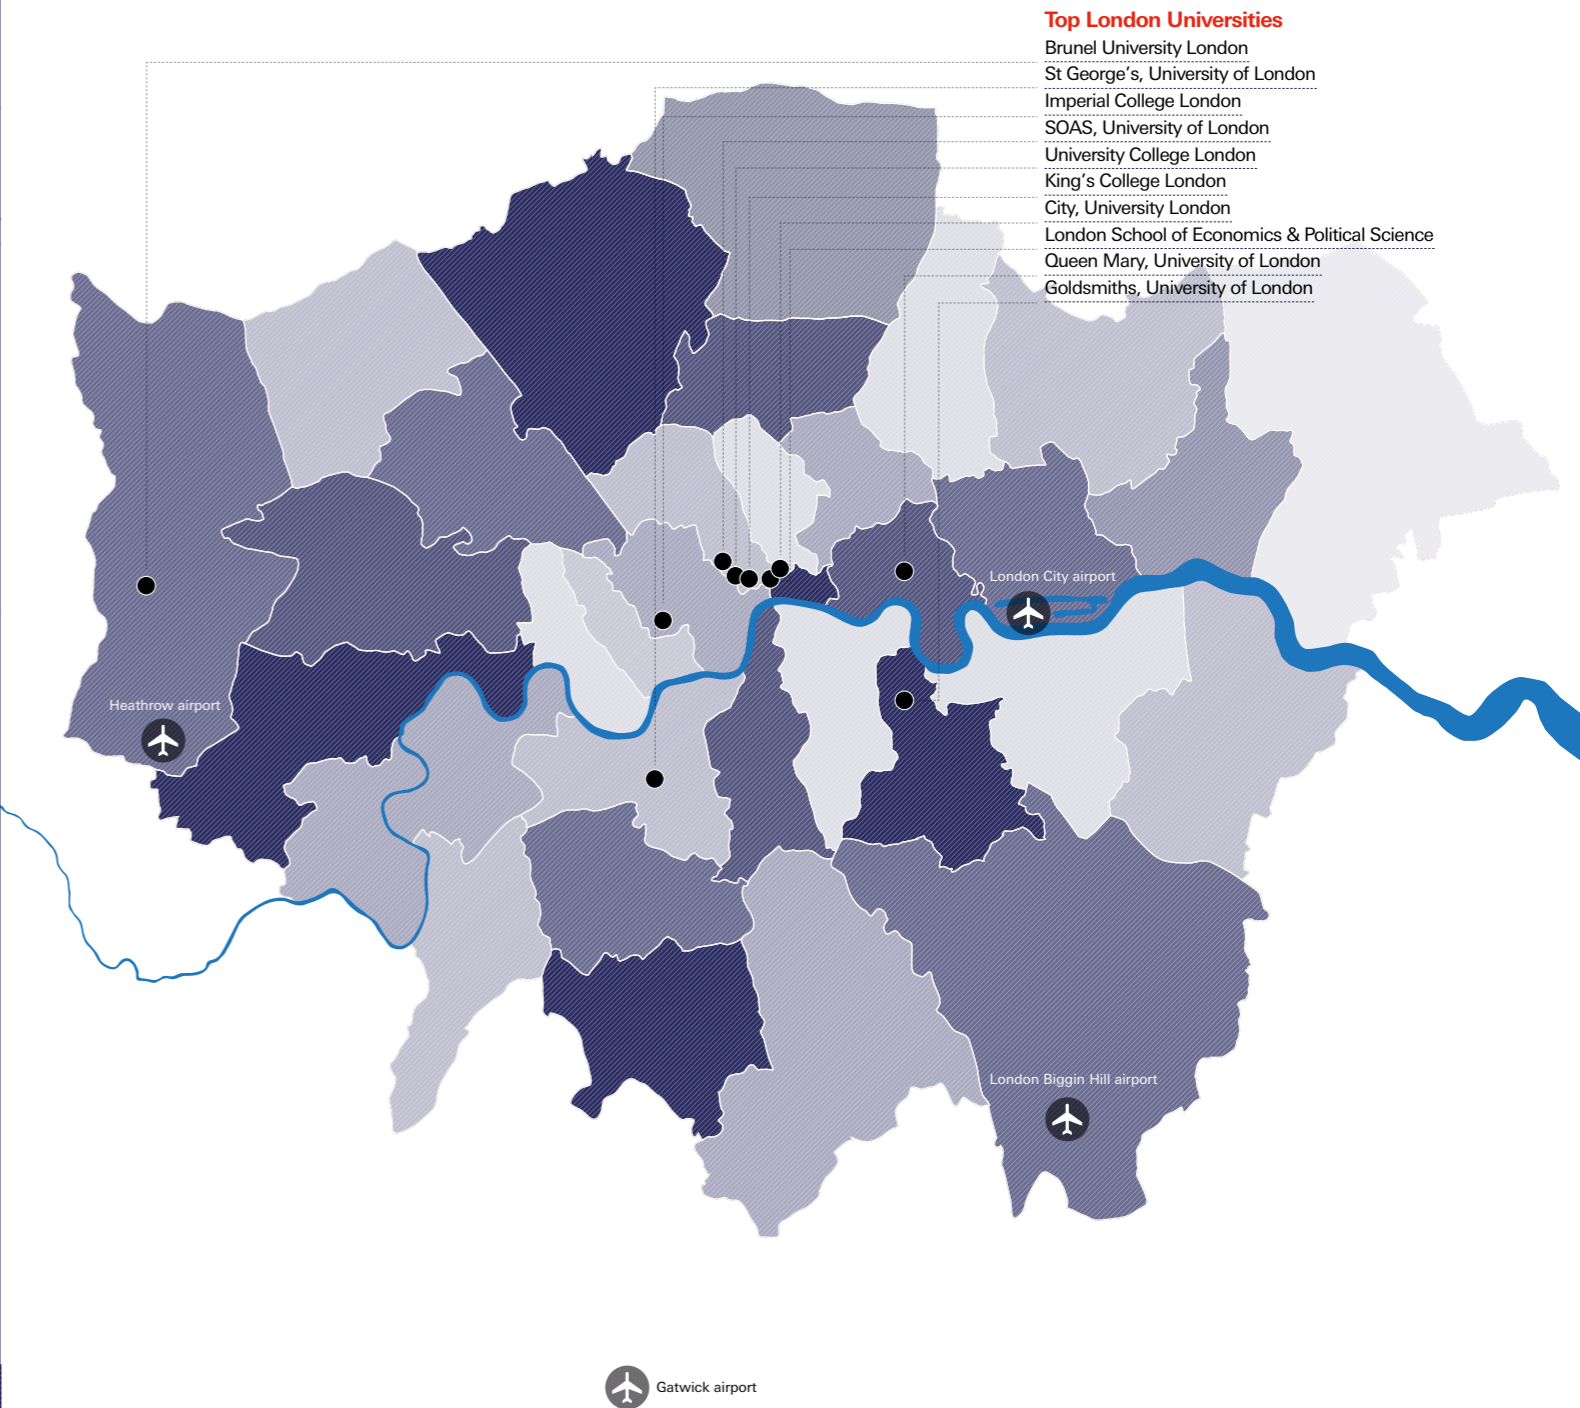 Top London Universities
Brunel University London
St George’s, University of London
Imperial College London
SOAS, University of London
University College London
King’s College London
City, University London
London School of Economics & Political Science
Queen Mary, University of London
Goldsmiths, University of London
London City airport
Heathrow airport
London Biggin Hill airport
Gatwick airport